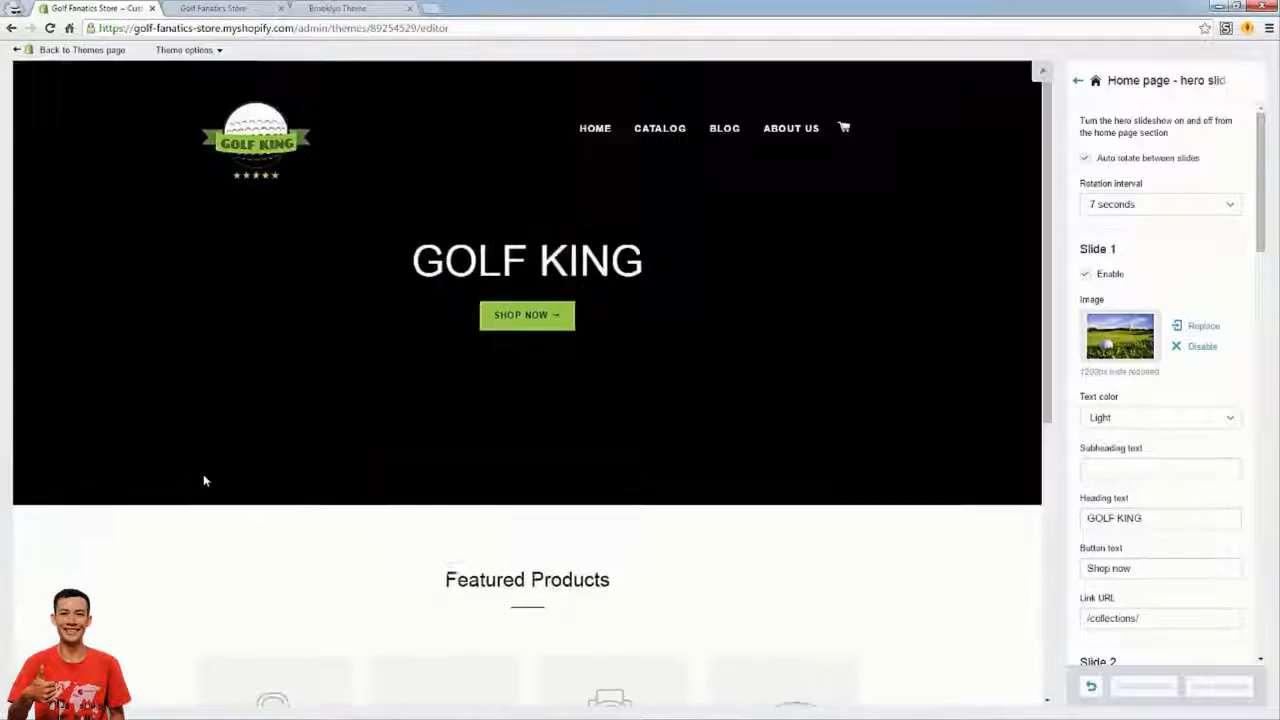 Golf Fanatics Store – Cus
Golf Fanatics Store
Brooklyn Theme
https://golf-fanatics-store.myshopify.com/admin/themes/89254529/editor
Back to Themes page
Theme options
GOLF KING
HOME
CATALOG
BLOG
ABOUT US
GOLF KING
SHOP NOW →
Featured Products
Home page - hero slid
Turn the hero slideshow on and off from
the home page section
Auto rotate between slides
Rotation interval
7 seconds
Slide 1
Enable
Image
Replace
Disable
1200px wide required
Text color
Light
Subheading text
Heading text
GOLF KING
Button text
Shop now
Link URL
/collections/
Slide 2